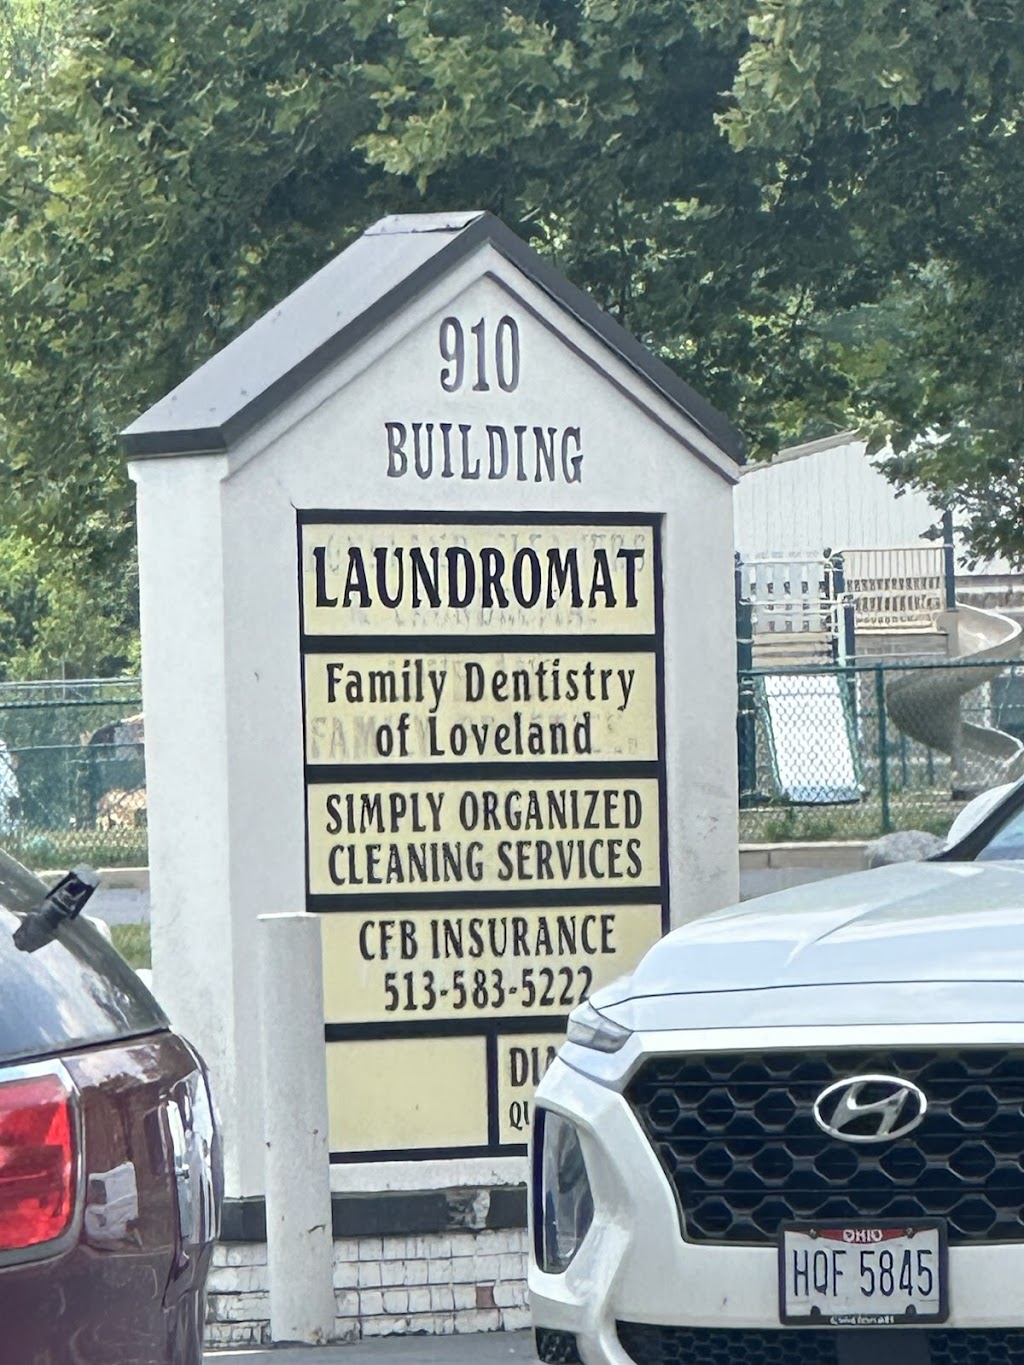 910
BUILDING
LAUNDROMAT
Family Dentistry
of Loveland
SIMPLY ORGANIZED
CLEANING SERVICES
CFB INSURANCE
513-583-5222
OHIO
HQF 5845